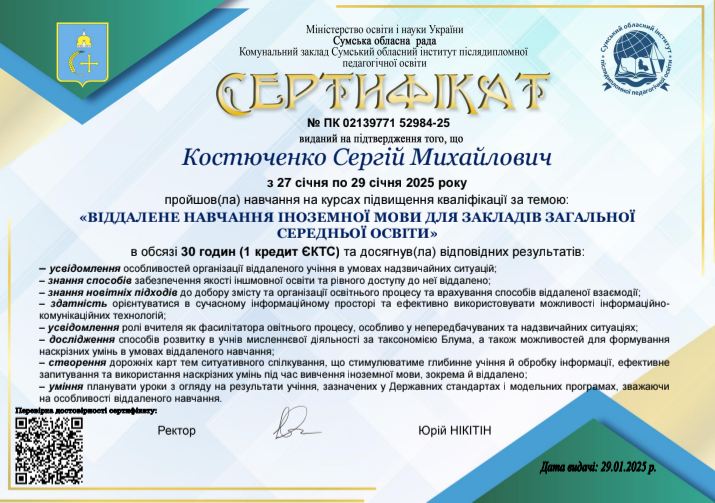 Міністерство освіти і науки України
Сумська обласна рада
Комунальний заклад Сумський обласний інститут післядипломної
педагогічної освіти
Сумський обласний інститут
післядипломної педагогічної освіти
СЕРТИФІКАТ
№ ПК 02139771 52984-25
виданий на підтвердження того, що
Костюченко Сергій Михайлович
з 27 січня по 29 січня 2025 року
пройшов(ла) навчання на курсах підвищення кваліфікації за темою:
«ВІДДАЛЕНЕ НАВЧАННЯ ІНОЗЕМНОЇ МОВИ ДЛЯ ЗАКЛАДІВ ЗАГАЛЬНОЇ
СЕРЕДНЬОЇ ОСВІТИ»
в обсязі 30 годин (1 кредит ЄКТС) та досягнув(ла) відповідних результатів:
– усвідомлення особливостей організації віддаленого учіння в умовах надзвичайних ситуацій;
– знання способів забезпечення якості іншомовної освіти та рівного доступу до неї віддалено;
– знання новітніх підходів до добору змісту та організації освітнього процесу та врахування способів віддаленої взаємодії;
– здатність орієнтуватися в сучасному інформаційному просторі та ефективно використовувати можливості інформаційно-
комунікаційних технологій;
– усвідомлення ролі вчителя як фасилітатора овітнього процесу, особливо у непередбачуваних та надзвичайних ситуаціях;
– дослідження способів розвитку в учнів мисленнєвої діяльності за таксономією Блума, а також можливостей для формування
наскрізних умінь в умовах віддаленого навчання;
– створення дорожніх карт тем ситуативного спілкування, що стимулюватиме глибинне учіння й обробку інформації, ефективне
запитування та використання наскрізних умінь під час вивчення іноземної мови, зокрема й віддалено;
– уміння планувати уроки з огляду на результати учіння, зазначених у Державних стандартах і модельних програмах, зважаючи
на особливості віддаленого навчання.
Перевірка достовірності сертифікату:
Ректор Юрій НІКІТІН
Дата видачі: 29.01.2025 р.